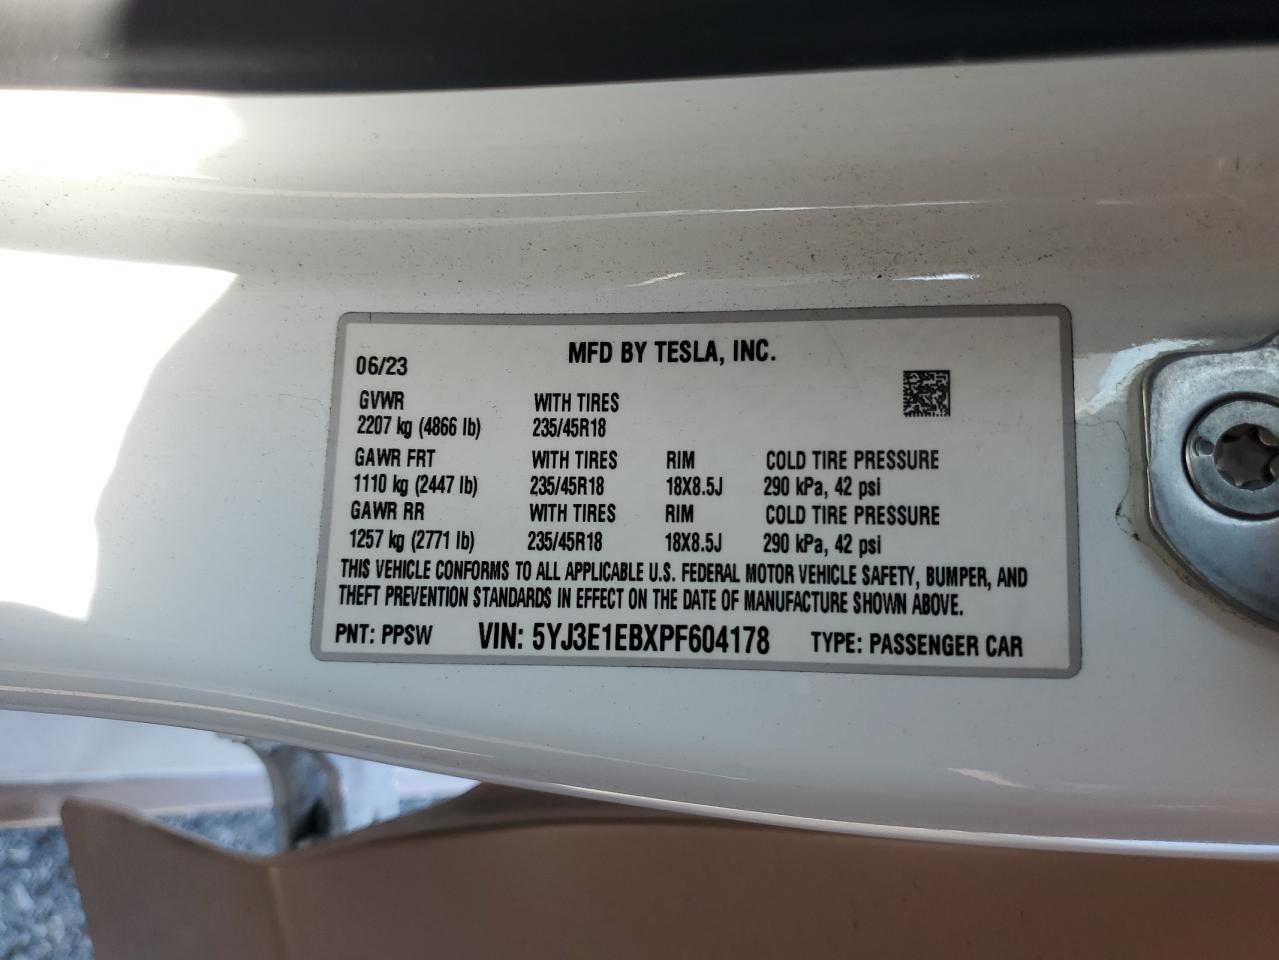 06/23 MFD BY TESLA, INC.
GVWR WITH TIRES
2207 kg (4866 lb) 235/45R18
GAWR FRT WITH TIRES RIM COLD TIRE PRESSURE
1110 kg (2447 lb) 235/45R18 18X8.5J 290 kPa, 42 psi
GAWR RR WITH TIRES RIM COLD TIRE PRESSURE
1257 kg (2771 lb) 235/45R18 18X8.5J 290 kPa, 42 psi
THIS VEHICLE CONFORMS TO ALL APPLICABLE U.S. FEDERAL MOTOR VEHICLE SAFETY, BUMPER, AND
THEFT PREVENTION STANDARDS IN EFFECT ON THE DATE OF MANUFACTURE SHOWN ABOVE.
PNT: PPSW VIN: 5YJ3E1EBXPF604178 TYPE: PASSENGER CAR